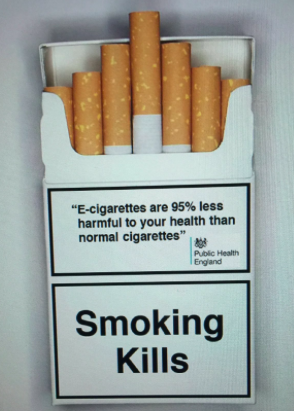 “E-cigarettes are 95% less
harmful to your health than
normal cigarettes”
Public Health
England
Smoking
Kills